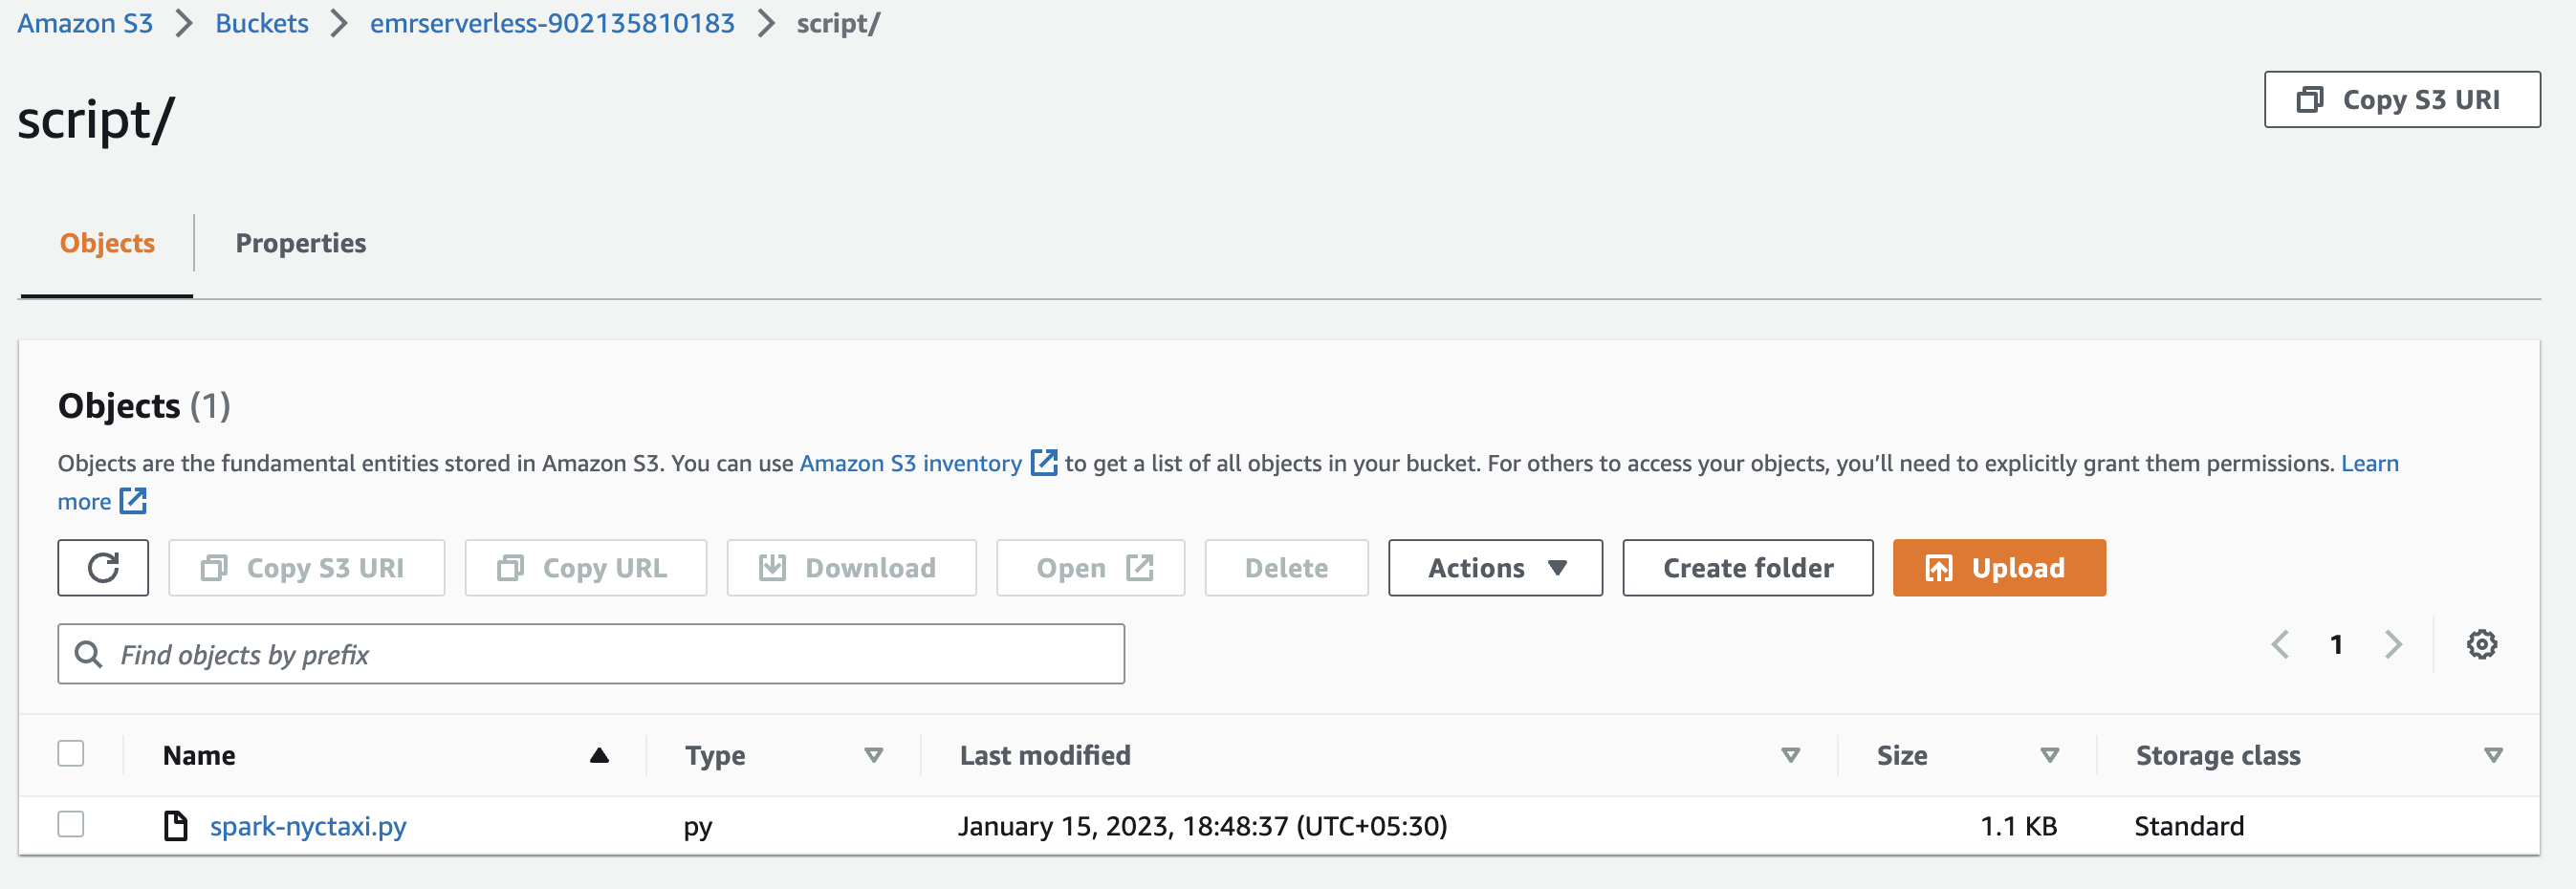 Amazon S3 Buckets emrserverless-902135810183 script/
script/
Copy S3 URI
Objects Properties
Objects (1)
Objects are the fundamental entities stored in Amazon S3. You can use Amazon S3 inventory to get a list of all objects in your bucket. For others to access your objects, you’ll need to explicitly grant them permissions. Learn
more
Copy S3 URI Copy URL Download Open Delete Actions Create folder Upload
Find objects by prefix
1
Name Type Last modified Size Storage class
spark-nyctaxi.py py January 15, 2023, 18:48:37 (UTC+05:30) 1.1 KB Standard